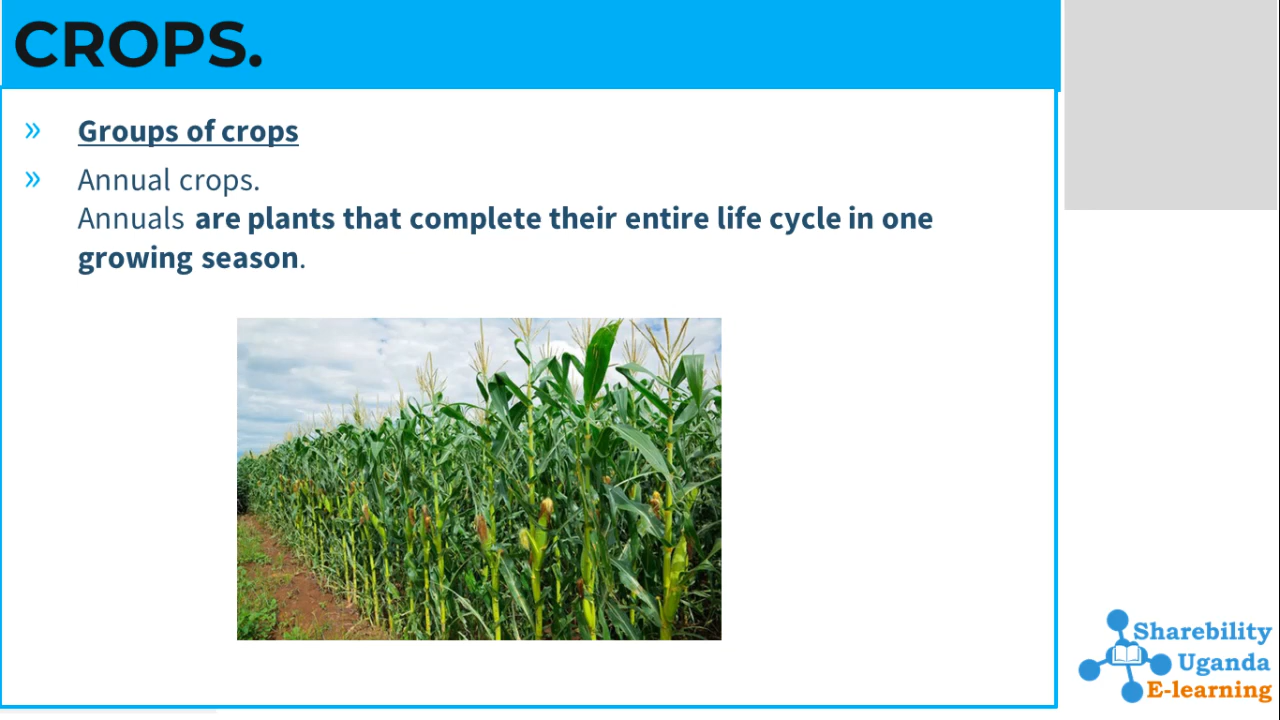 CROPS.
» Groups of crops
» Annual crops.
Annuals are plants that complete their entire life cycle in one
growing season.
Sharebility
Uganda
E-learning